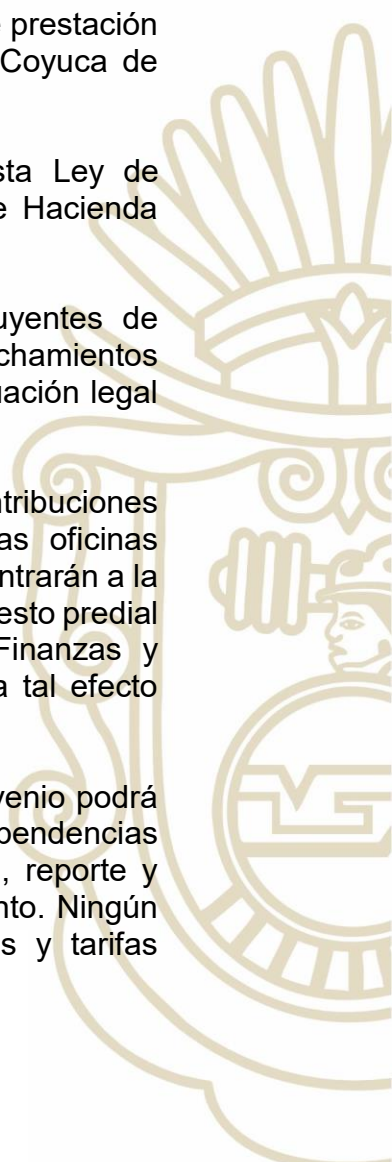 prestación
Coyuca de
sta Ley de
e Hacienda
uyentes de
chamientos
uación legal
ntribuciones
as oficinas
ntrarán a la
esto predial
Finanzas y
a tal efecto
venio podrá
pendencias
, reporte y
nto. Ningún
s y tarifas